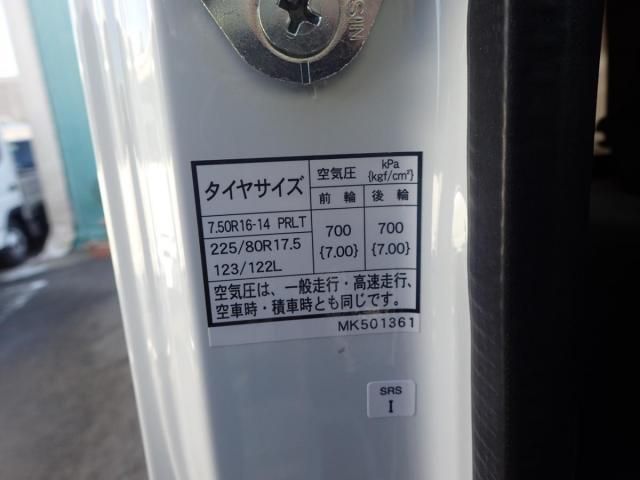 AISIN
タイヤサイズ 空気圧 kPa
{kgf/cm²}
前輪 後輪
7.50R16-14 PRLT 700 700
225/80R17.5 {7.00} {7.00}
123/122L
空気圧は、一般走行・高速走行、
空車時・積車時とも同じです。
MK501361
SRS
I